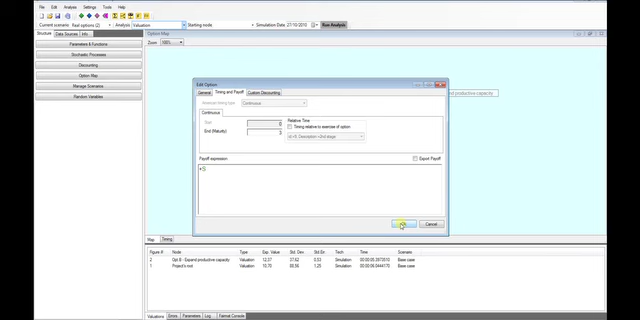 File Edit Analysis Settings Tools Help
Current scenario: Real options (2) Analysis Valuation Starting node Simulation Date 27/10/2010 Run Analysis
Structure Data Sources Info...
Option Map
Zoom: 100%
Parameters & Functions
Stochastic Processes
Discounting
Option Map
Manage Scenarios
Random Variables
nd productive capacity
Edit Option
General Timing and Payoff Custom Discounting
Continuous
Continuous
Start 0
End (Maturity) 3
Relative Time
Timing relative to exercise of option
Payoff expression
Export Payoff
Cancel
Map Timing
Figure # Node Type Exp. Value Std. Dev. Std. Err. Tech Time Scenario
2 Ops B - Expand productive capacity Valuation 12,37 37,62 0,53 Simulation Base case
1 Project's root Valuation 10,70 88,56 1,25 Simulation Base case
Valuations Errors Parameters Log... Kernel Console